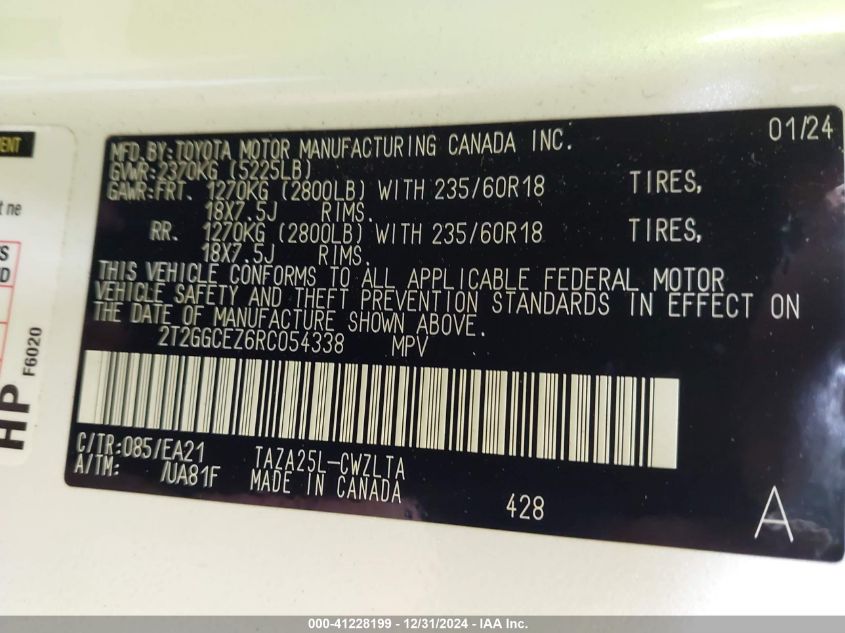 MFD.BY:TOYOTA MOTOR MANUFACTURING CANADA INC. 01/24
GVWR:2370KG (5225LB)
GAWR:FRT. 1270KG (2800LB) WITH 235/60R18 TIRES,
18X7.5J RIMS.
RR. 1270KG (2800LB) WITH 235/60R18 TIRES,
18X7.5J RIMS.
THIS VEHICLE CONFORMS TO ALL APPLICABLE FEDERAL MOTOR
VEHICLE SAFETY AND THEFT PREVENTION STANDARDS IN EFFECT ON
THE DATE OF MANUFACTURE SHOWN ABOVE.
2T2GGCEZ6RC054338 MPV
C/TR:085/EA21 TAZA25L-CWZLTA
A/TM: /UA81F MADE IN CANADA
428 A
t ne
HP F6020
000-41228199 - 12/31/2024 - IAA Inc.